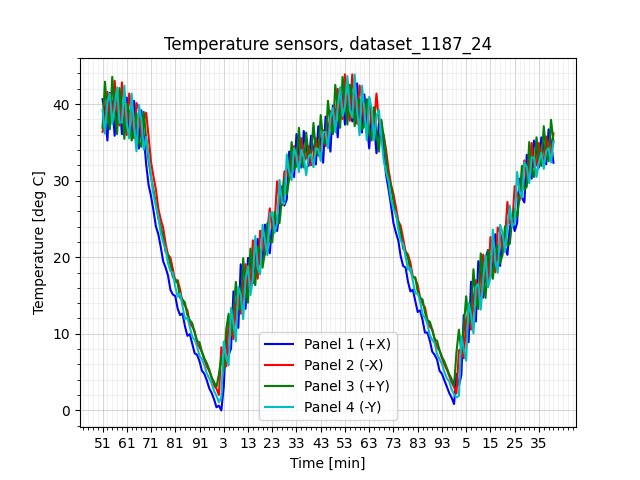 Temperature sensors, dataset_1187_24
Temperature [deg C]
40
30
20
10
0
Panel 1 (+X)
Panel 2 (-X)
Panel 3 (+Y)
Panel 4 (-Y)
51 61 71 81 91 3 13 23 33 43 53 63 73 83 93 5 15 25 35
Time [min]